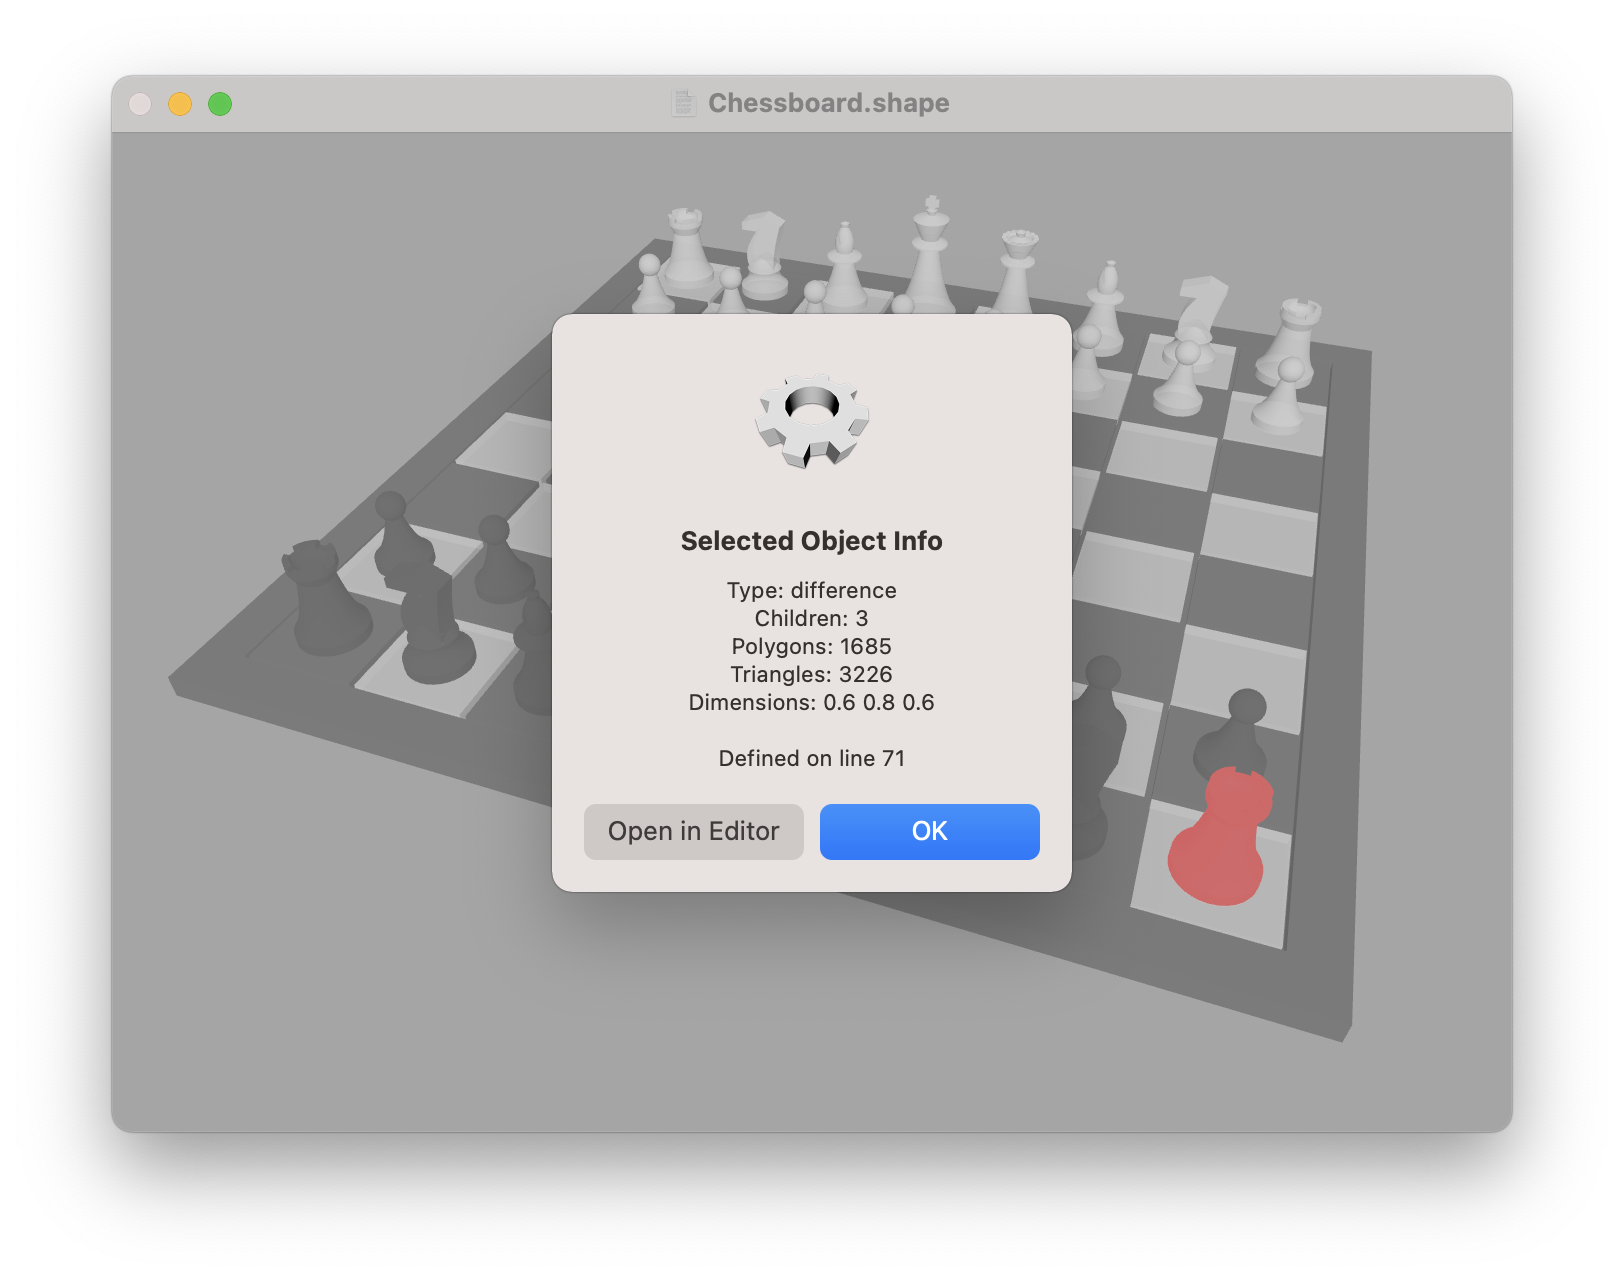 Chessboard.shape
Selected Object Info
Type: difference
Children: 3
Polygons: 1685
Triangles: 3226
Dimensions: 0.6 0.8 0.6
Defined on line 71
Open in Editor
OK